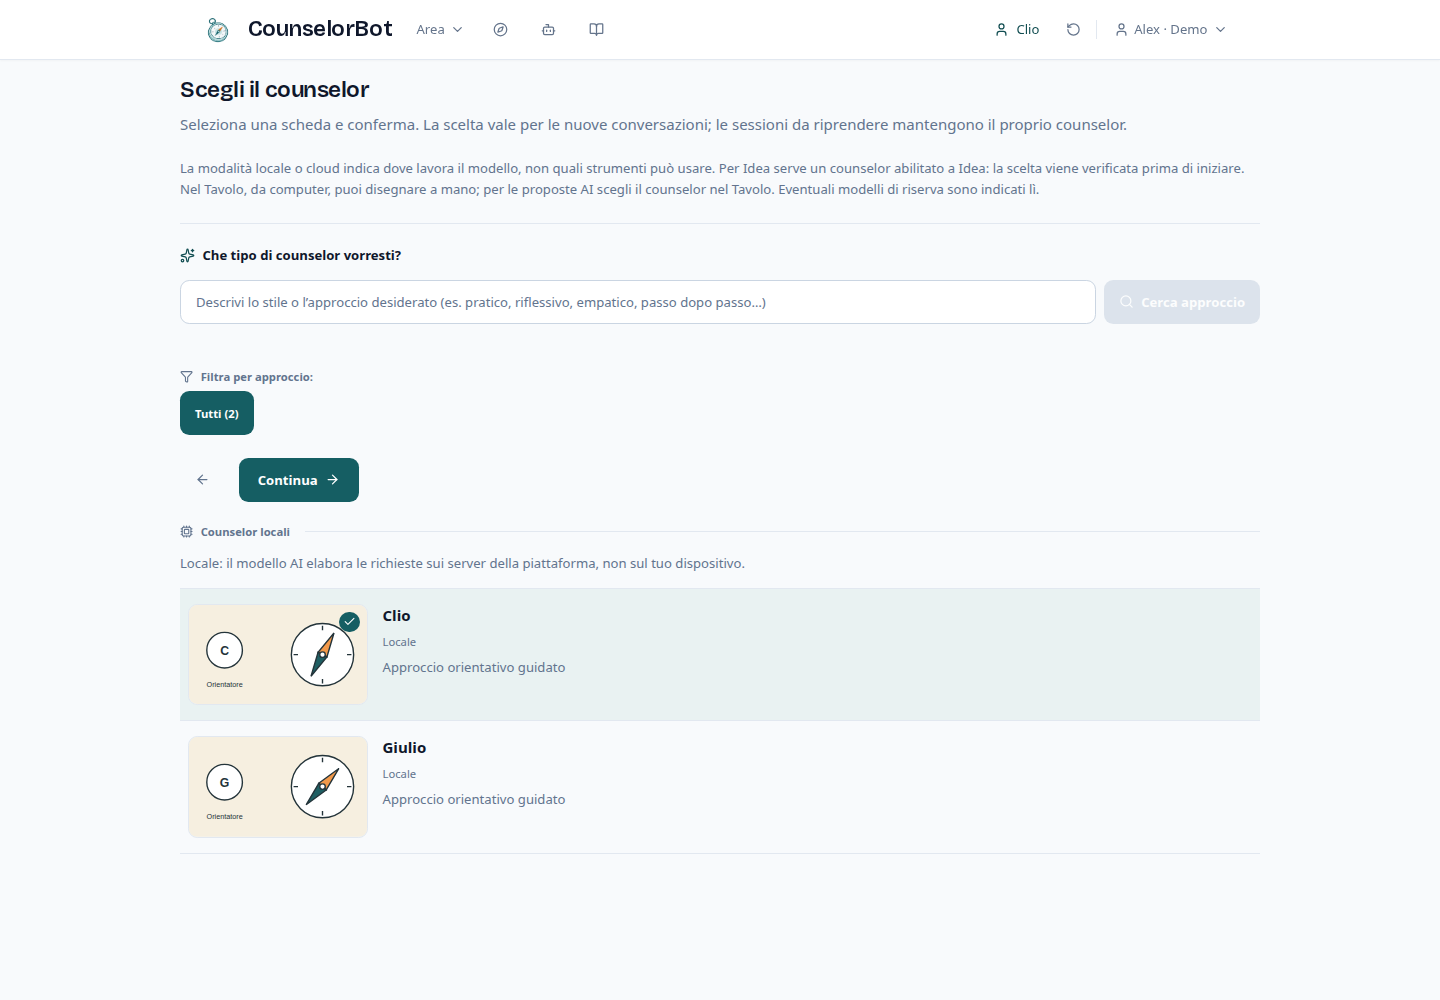 CounselorBot
Area
Clio
Alex · Demo
Scegli il counselor
Seleziona una scheda e conferma. La scelta vale per le nuove conversazioni; le sessioni da riprendere mantengono il proprio counselor.
La modalità locale o cloud indica dove lavora il modello, non quali strumenti può usare. Per Idea serve un counselor abilitato a Idea: la scelta viene verificata prima di iniziare.
Nel Tavolo, da computer, puoi disegnare a mano; per le proposte AI scegli il counselor nel Tavolo. Eventuali modelli di riserva sono indicati lì.
Che tipo di counselor vorresti?
Descrivi lo stile o l'approccio desiderato (es. pratico, riflessivo, empatico, passo dopo passo...)
Cerca approccio
Filtra per approccio:
Tutti (2)
Continua
Counselor locali
Locale: il modello AI elabora le richieste sui server della piattaforma, non sul tuo dispositivo.
C
Orientatore
Clio
Locale
Approccio orientativo guidato
G
Orientatore
Giulio
Locale
Approccio orientativo guidato